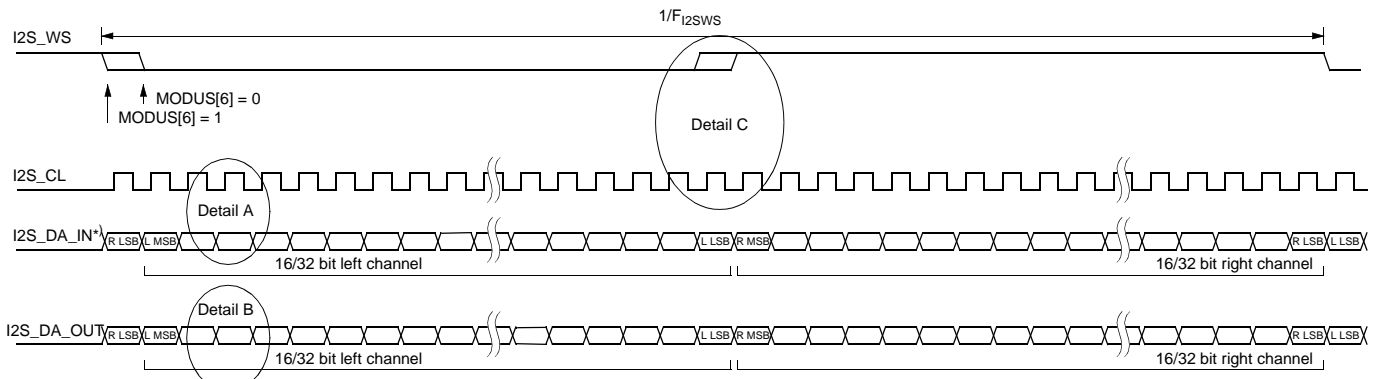 1/F_I2SWS
I2S_WS
MODUS[6] = 0
MODUS[6] = 1
Detail C
I2S_CL
Detail A
I2S_DA_IN*)
R LSB L MSB L LSB R MSB R LSB L LSB
16/32 bit left channel 16/32 bit right channel
Detail B
I2S_DA_OUT
R LSB L MSB L LSB R MSB R LSB L LSB
16/32 bit left channel 16/32 bit right channel